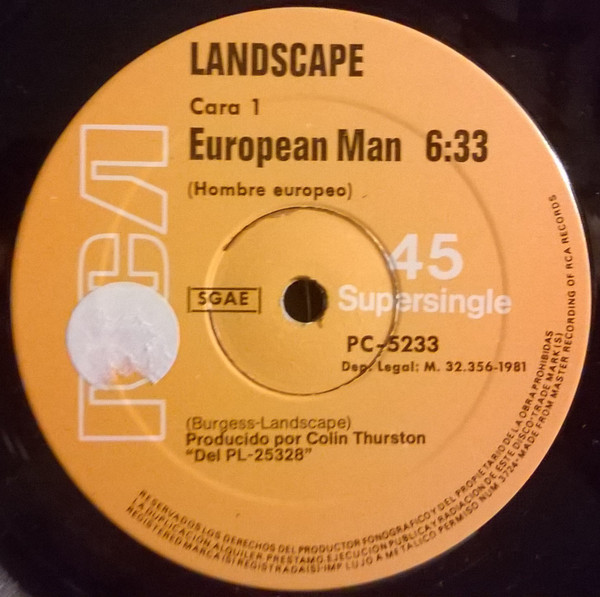 LANDSCAPE
Cara 1
European Man 6:33
(Hombre europeo)
RCA
45
SGAE
Supersingle
PC-5233
Dep. Legal: M. 32.356-1981
(Burgess-Landscape)
Producido por Colin Thurston
"Del PL-25328"
RESERVADOS LOS DERECHOS DEL PRODUCTOR FONOGRAFICO Y DEL PROPIETARIO DE LA OBRA PROHIBIDAS
LA DUPLICACION ALQUILER, PRESTAMO, EJECUCION PUBLICA Y RADIACION DE ESTE DISCO-TRADE MARK(S)
REGISTERED MARCA(S) REGISTRADA(S)-IMP LUJO A METALICO PERMISO NUM 3724-MADE FROM MASTER RECORDING OF RCA RECORDS